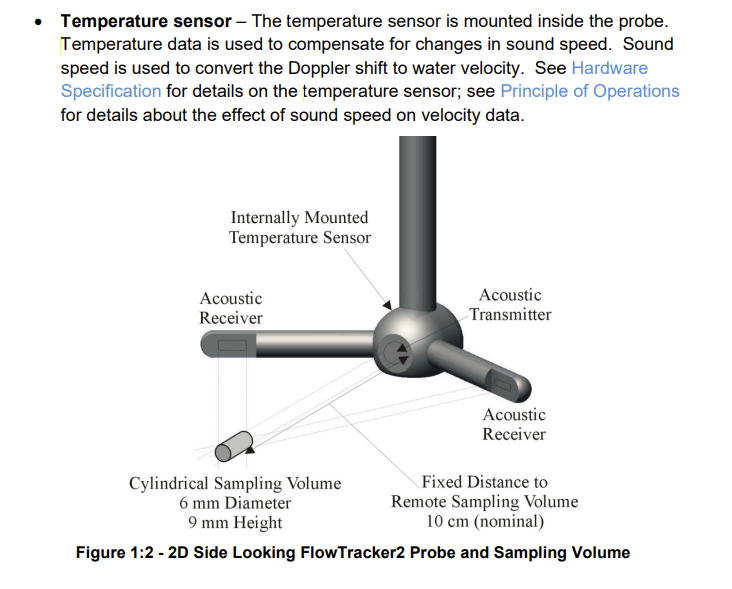 • Temperature sensor – The temperature sensor is mounted inside the probe.
Temperature data is used to compensate for changes in sound speed.  Sound
speed is used to convert the Doppler shift to water velocity.  See Hardware
Specification for details on the temperature sensor; see Principle of Operations
for details about the effect of sound speed on velocity data.
Internally Mounted
Temperature Sensor
Acoustic
Receiver
Acoustic
Transmitter
Acoustic
Receiver
Cylindrical Sampling Volume
6 mm Diameter
9 mm Height
Fixed Distance to
Remote Sampling Volume
10 cm (nominal)
Figure 1:2 - 2D Side Looking FlowTracker2 Probe and Sampling Volume